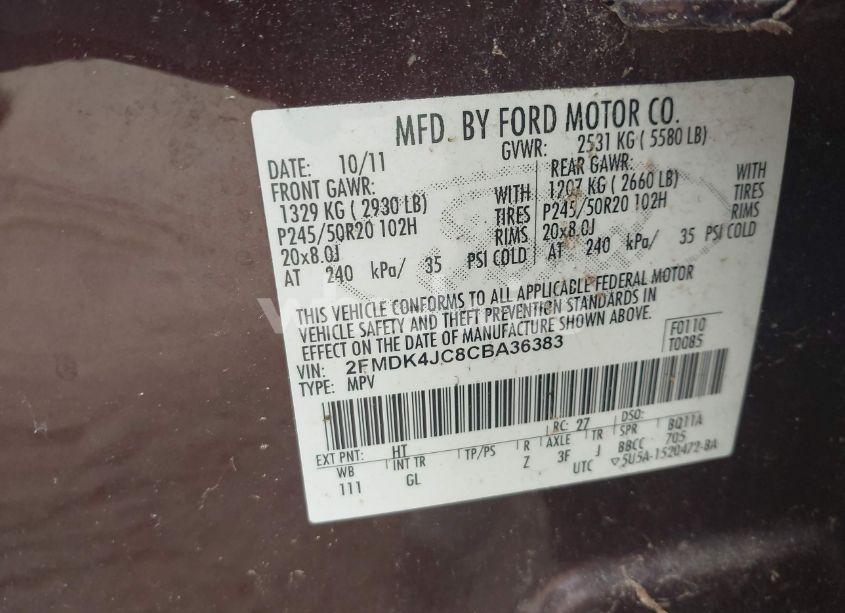 MFD. BY FORD MOTOR CO.
DATE: 10/11
GVWR: 2531 KG ( 5580 LB)
FRONT GAWR:
1329 KG ( 2930 LB) WITH
P245/50R20 102H TIRES
20x8.0J RIMS
AT 240 kPa/ 35 PSI COLD
REAR GAWR:
1207 KG ( 2660 LB) WITH
P245/50R20 102H TIRES
20x8.0J RIMS
AT 240 kPa/ 35 PSI COLD
THIS VEHICLE CONFORMS TO ALL APPLICABLE FEDERAL MOTOR
VEHICLE SAFETY AND THEFT PREVENTION STANDARDS IN
EFFECT ON THE DATE OF MANUFACTURE SHOWN ABOVE.
VIN: 2FMDK4JC8CBA36383
TYPE: MPV
F0110
T0085
EXT PNT: HT RC: 27 DSO:
WB INT TR TP/PS R AXLE TR SPR BQ11A
111 GL Z 3F J BBCC 705
UTC ▽5U5A-1520472-BA